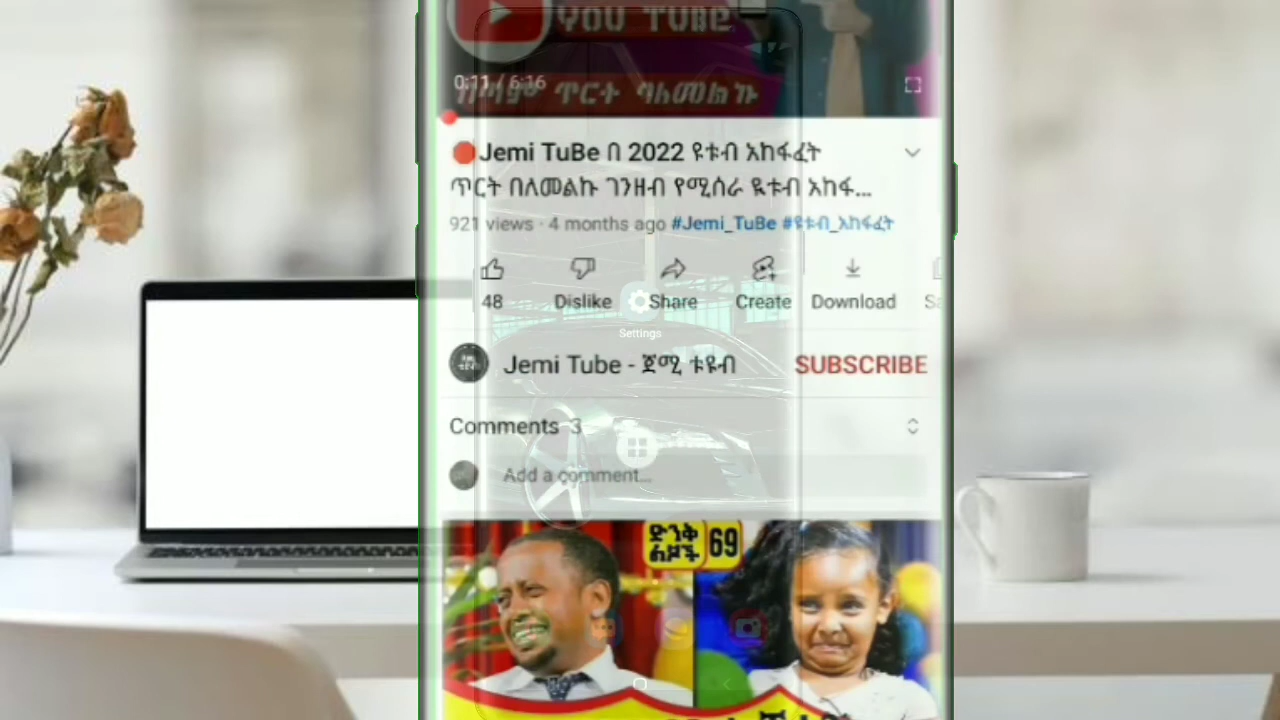 YOU TUBE
0:11 / 6:16
ጥርት ባለመልኩ
Jemi TuBe በ 2022 ዩቱብ አከፋፈት
ጥርት በለመልኩ ገንዘብ የሚሰራ ዪቱብ አከፋ...
921 views · 4 months ago #Jemi_TuBe #ዩቱብ_አከፋፈት
48 Dislike Share Create Download
Settings
Jemi Tube - ጀሚ ቱዩብ SUBSCRIBE
Comments 3
Add a comment...
ድንቅ
ልጆች 69